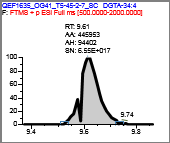 QEF1635_OG41_T5-45-2-7_SC DGTA-34:4
F: FTMS + p ESI Full ms [500.0000-2000.0000]
RT: 9.61
AA: 445953
AH: 94402
SN: 6.55E+017
100
80
60
40
20
0
9.74
9.4 9.6 9.8